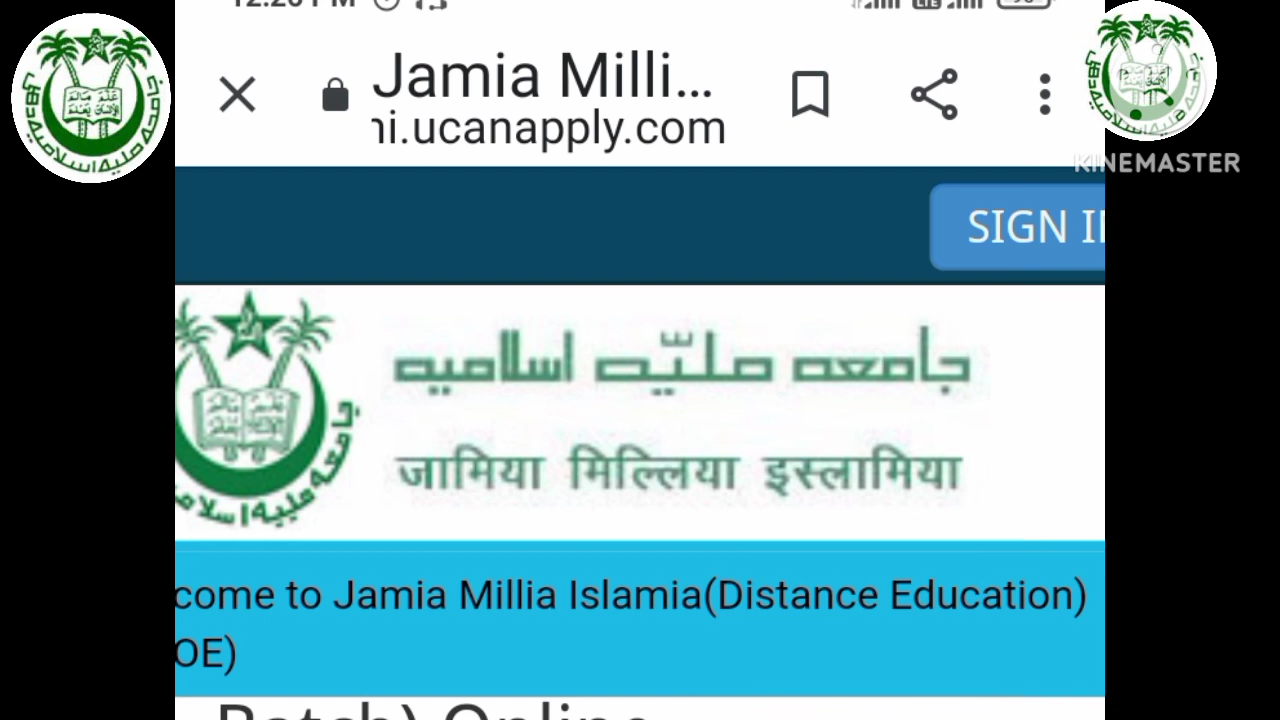 Jamia Milli...
ni.ucanapply.com
KINEMASTER
SIGN I
جامعہ ملیّہ اسلامیہ
जामिया मिल्लिया इस्लामिया
come to Jamia Millia Islamia(Distance Education)
OE)